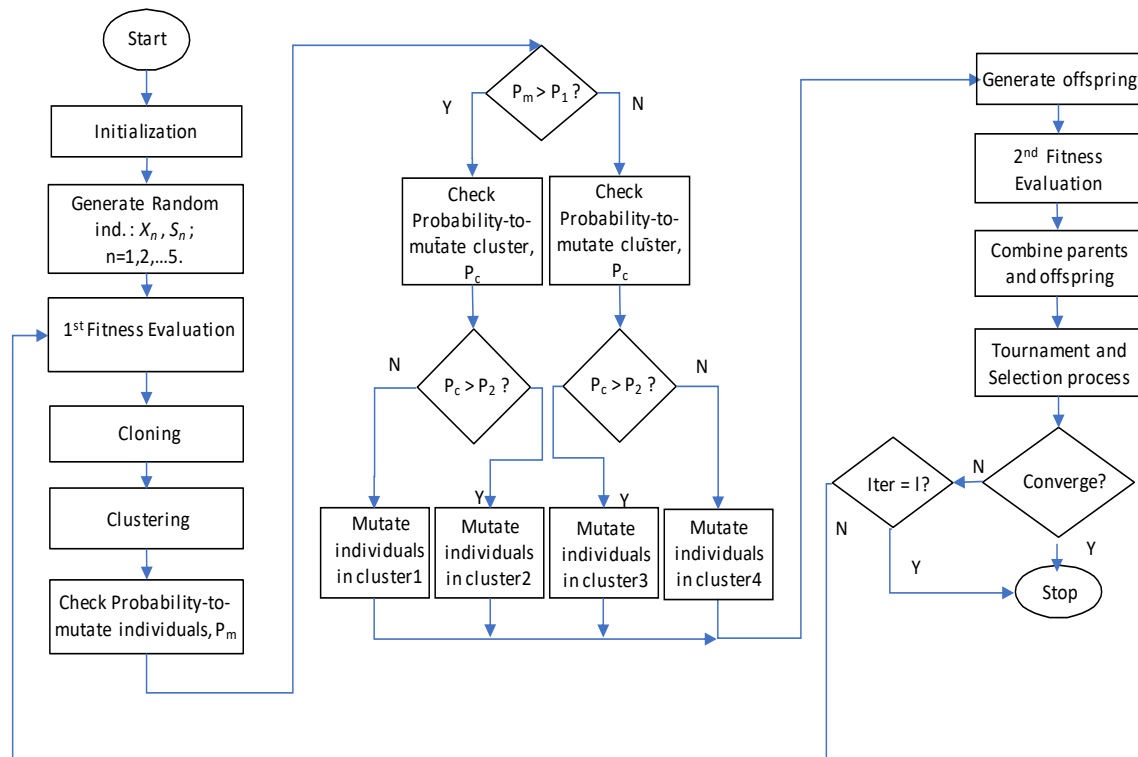 Start
Initialization
Generate Random
ind. : Xn , Sn ;
n=1,2,...5.
1st Fitness Evaluation
Cloning
Clustering
Check Probability-to-
mutate individuals, Pm
Pm > P1 ?
Y
N
Check
Probability-to-
mutate cluster,
Pc
Check
Probability-to-
mutate cluster,
Pc
N
Pc > P2 ?
Y
Pc > P2 ?
Y
N
Mutate
individuals
in cluster1
Mutate
individuals
in cluster2
Mutate
individuals
in cluster3
Mutate
individuals
in cluster4
Generate offspring
2nd Fitness
Evaluation
Combine parents
and offspring
Tournament and
Selection process
Converge?
N
Y
Iter = I?
N
Y
Stop